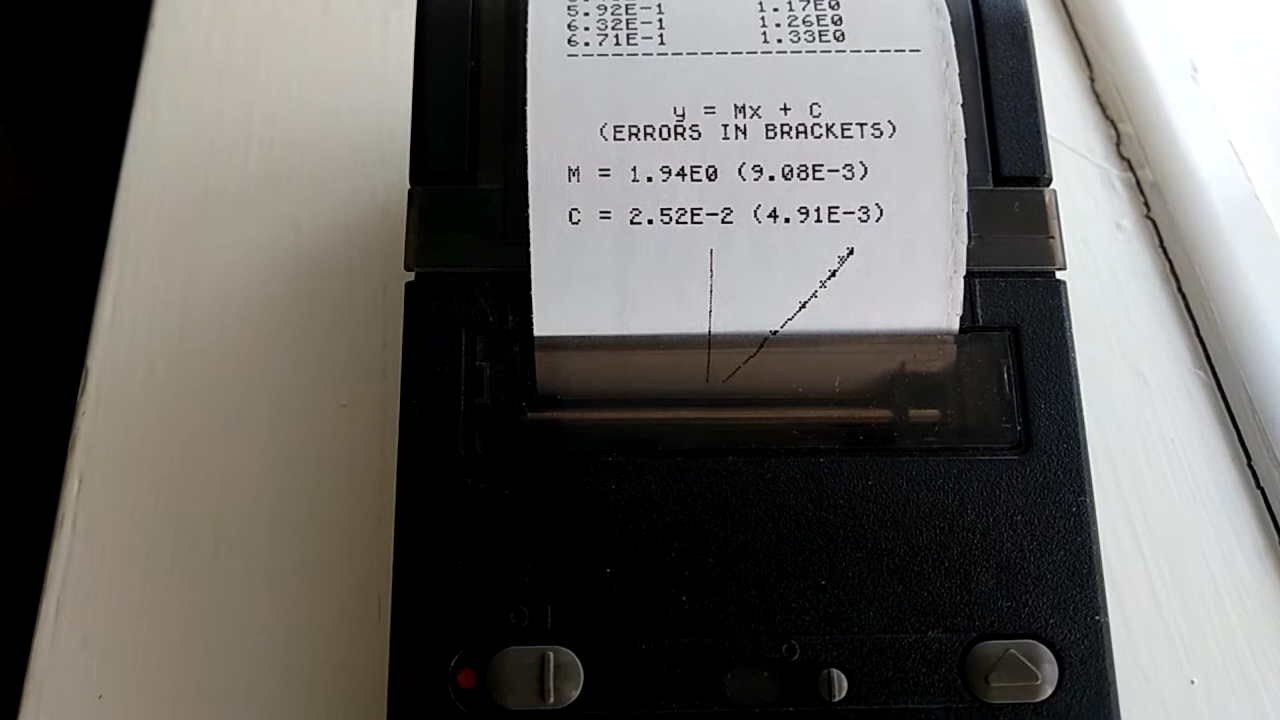 5.92E-1 1.17E0
6.32E-1 1.26E0
6.71E-1 1.33E0
y = Mx + C
(ERRORS IN BRACKETS)
M = 1.94E0 (9.08E-3)
C = 2.52E-2 (4.91E-3)